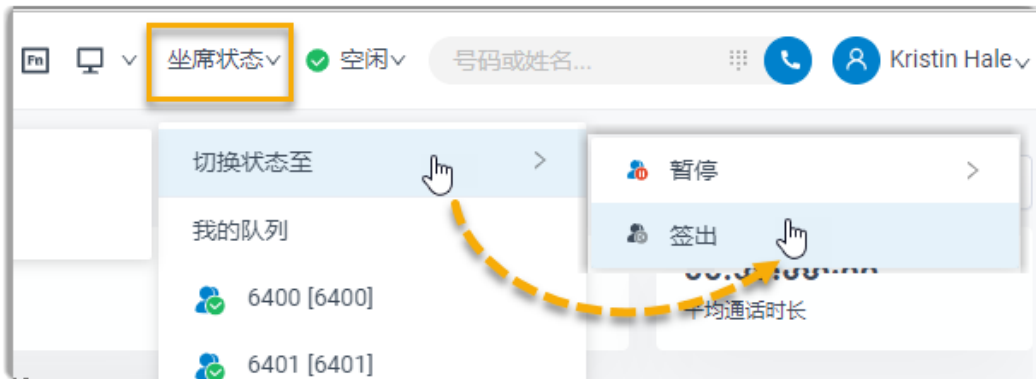 Fn 坐席状态 空闲 号码或姓名... Kristin Hale
切换状态至
暂停
我的队列
签出
6400 [6400]
平均通话时长
6401 [6401]